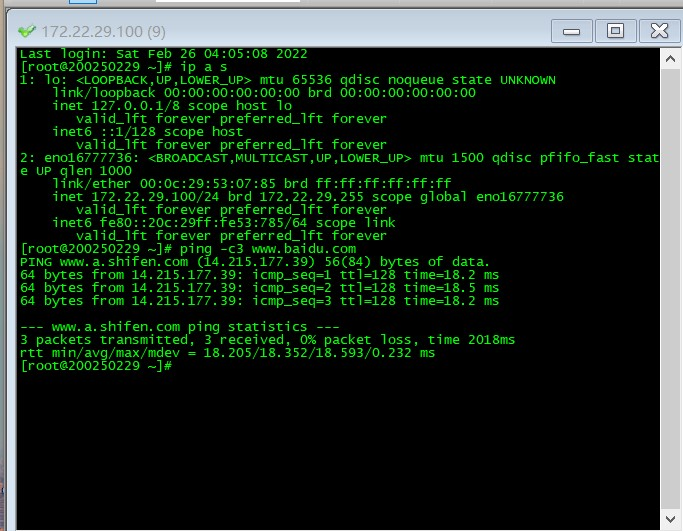 172.22.29.100 (9)
Last login: Sat Feb 26 04:05:08 2022
[root@200250229 ~]# ip a s
1: lo: <LOOPBACK,UP,LOWER_UP> mtu 65536 qdisc noqueue state UNKNOWN
link/loopback 00:00:00:00:00:00 brd 00:00:00:00:00:00
inet 127.0.0.1/8 scope host lo
valid_lft forever preferred_lft forever
inet6 ::1/128 scope host
valid_lft forever preferred_lft forever
2: eno16777736: <BROADCAST,MULTICAST,UP,LOWER_UP> mtu 1500 qdisc pfifo_fast stat
e UP qlen 1000
link/ether 00:0c:29:53:07:85 brd ff:ff:ff:ff:ff:ff
inet 172.22.29.100/24 brd 172.22.29.255 scope global eno16777736
valid_lft forever preferred_lft forever
inet6 fe80::20c:29ff:fe53:785/64 scope link
valid_lft forever preferred_lft forever
[root@200250229 ~]# ping -c3 www.baidu.com
PING www.a.shifen.com (14.215.177.39) 56(84) bytes of data.
64 bytes from 14.215.177.39: icmp_seq=1 ttl=128 time=18.2 ms
64 bytes from 14.215.177.39: icmp_seq=2 ttl=128 time=18.5 ms
64 bytes from 14.215.177.39: icmp_seq=3 ttl=128 time=18.2 ms
--- www.a.shifen.com ping statistics ---
3 packets transmitted, 3 received, 0% packet loss, time 2018ms
rtt min/avg/max/mdev = 18.205/18.352/18.593/0.232 ms
[root@200250229 ~]#